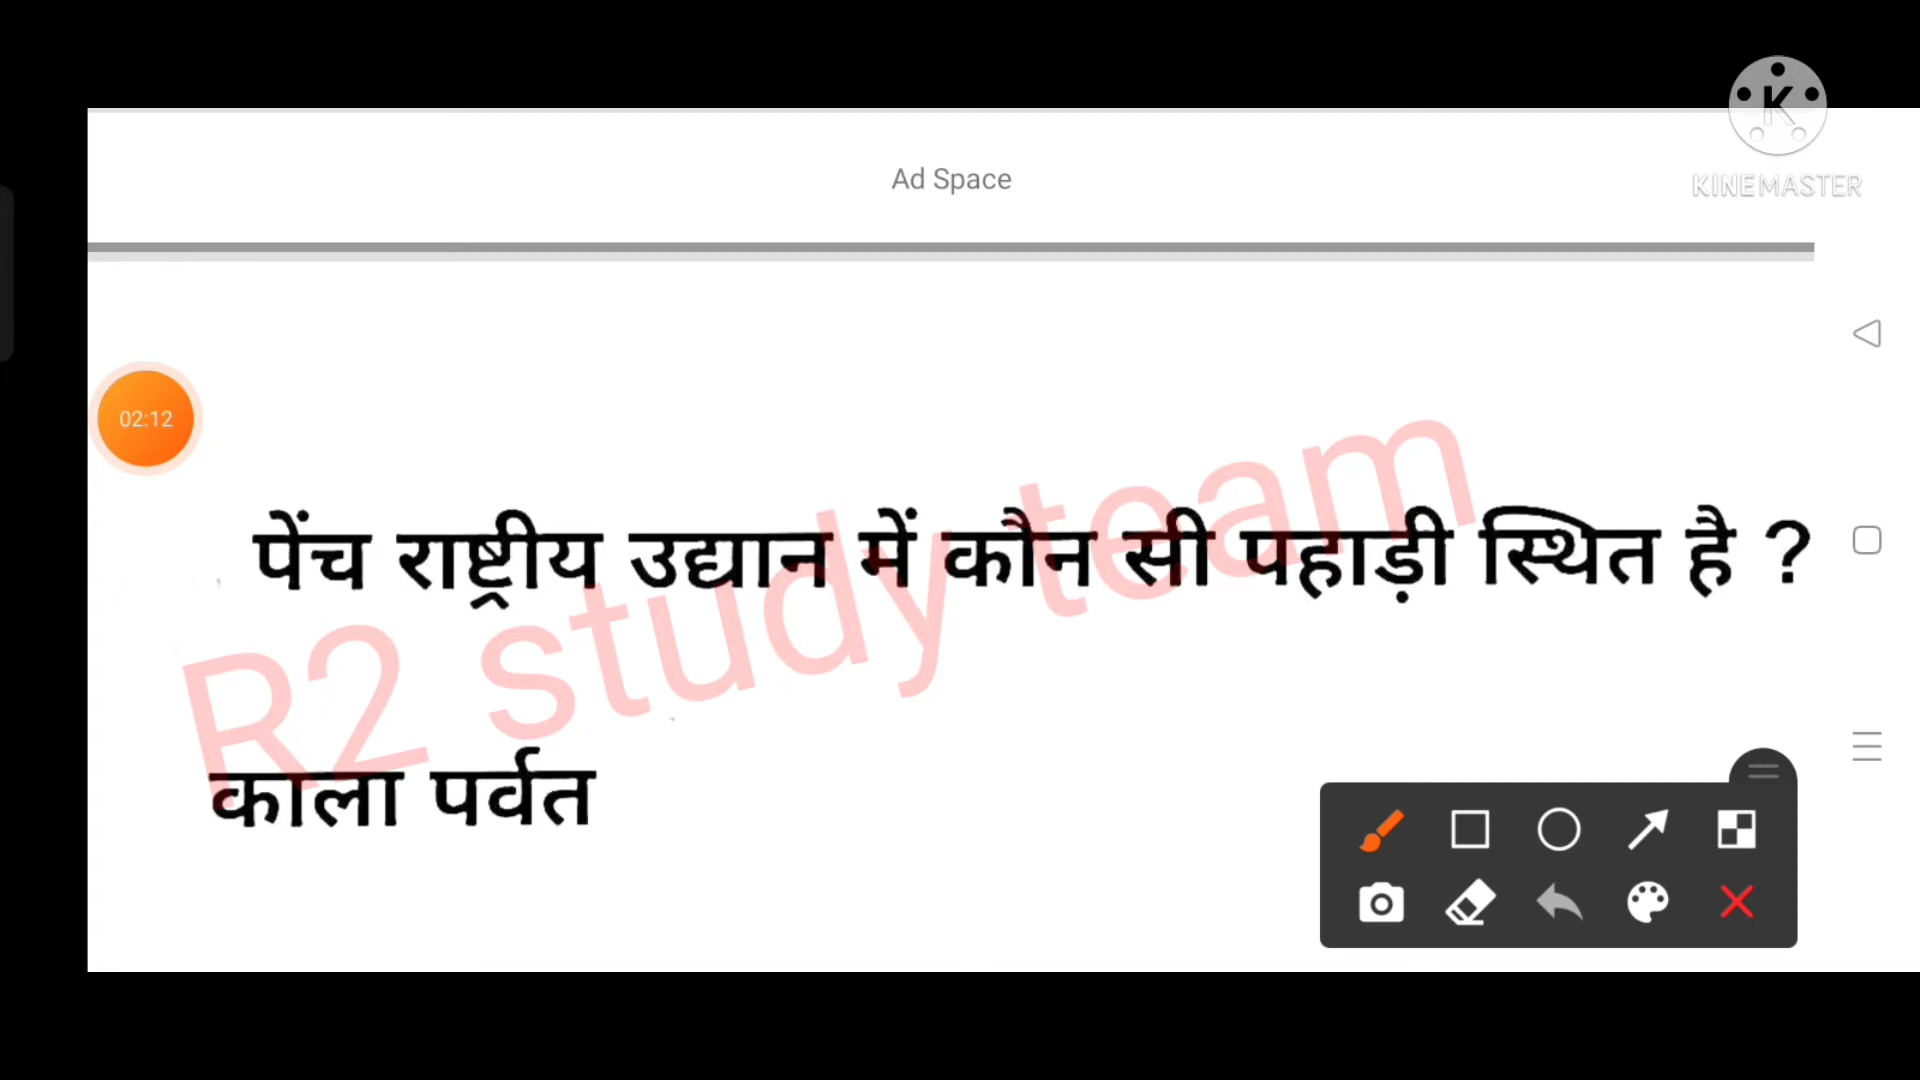 K
KINEMASTER
Ad Space
02:12
पेंच राष्ट्रीय उद्यान में कौन सी पहाड़ी स्थित है ?
R2 study team
काला पर्वत